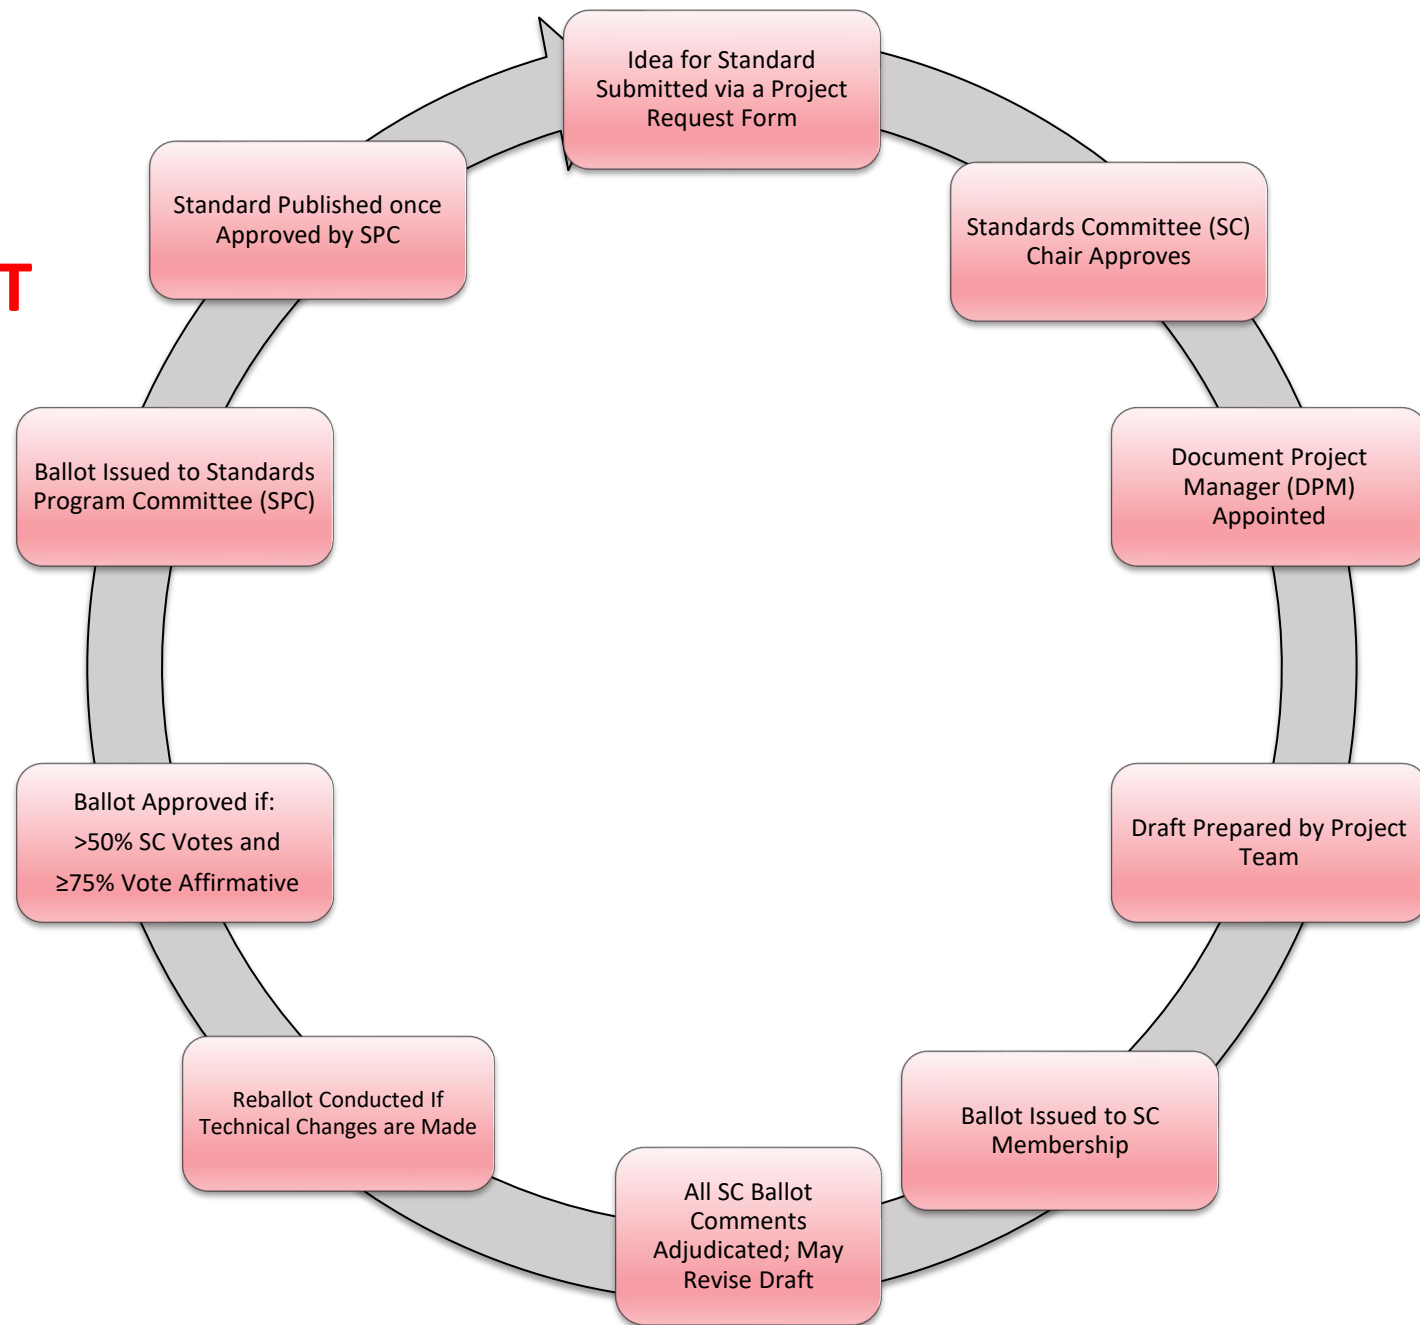 Idea for Standard
Submitted via a Project
Request Form
Standards Committee (SC)
Chair Approves
Document Project
Manager (DPM)
Appointed
Draft Prepared by Project
Team
Ballot Issued to SC
Membership
All SC Ballot
Comments
Adjudicated; May
Revise Draft
Reballot Conducted If
Technical Changes are Made
Ballot Approved if:
>50% SC Votes and
≥75% Vote Affirmative
Ballot Issued to Standards
Program Committee (SPC)
Standard Published once
Approved by SPC
T